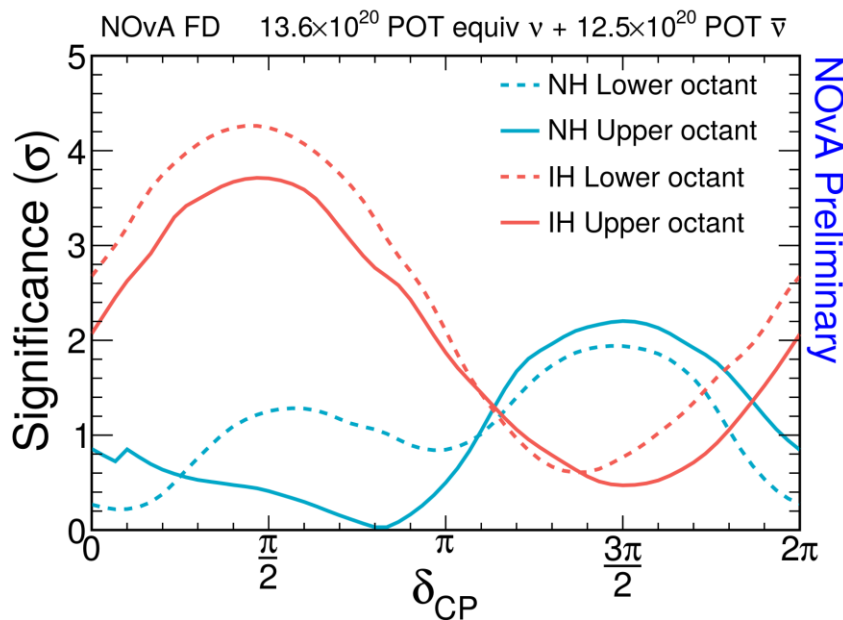 NOvA FD 13.6×10²⁰ POT equiv ν + 12.5×10²⁰ POT ν̅
NH Lower octant
NH Upper octant
IH Lower octant
IH Upper octant
NOvA Preliminary
Significance (σ)
5
4
3
2
1
0
0
π/2
π
3π/2
2π
δCP